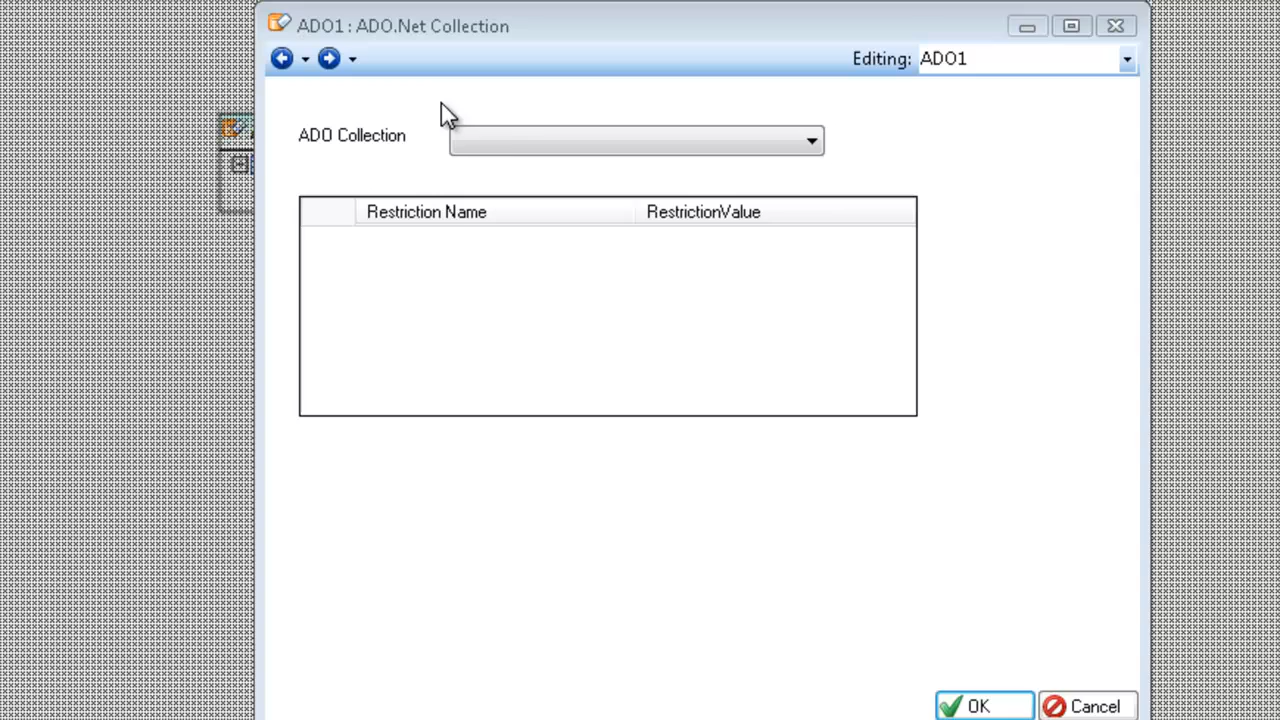 ADO1 : ADO.Net Collection
Editing: ADO1
ADO Collection
Restriction Name RestrictionValue
OK Cancel